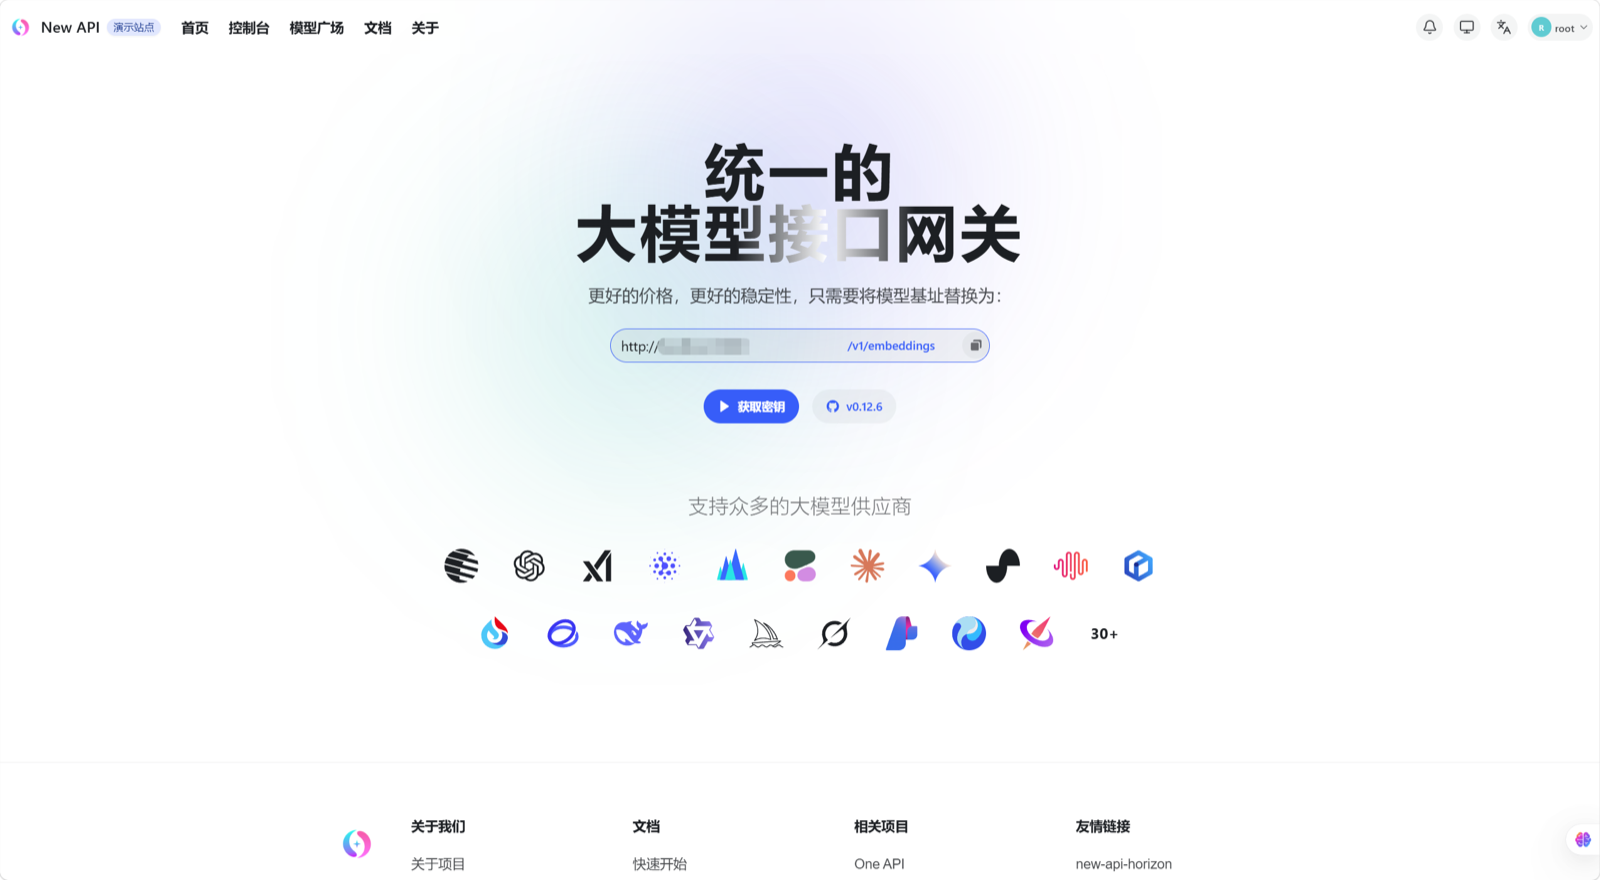 New API 演示站点 首页 控制台 模型广场 文档 关于 R root
统一的
大模型接口网关
更好的价格，更好的稳定性，只需要将模型基址替换为：
http:// /v1/embeddings
获取密钥 v0.12.6
支持众多的大模型供应商
30+
关于我们 文档 相关项目 友情链接
关于项目 快速开始 One API new-api-horizon